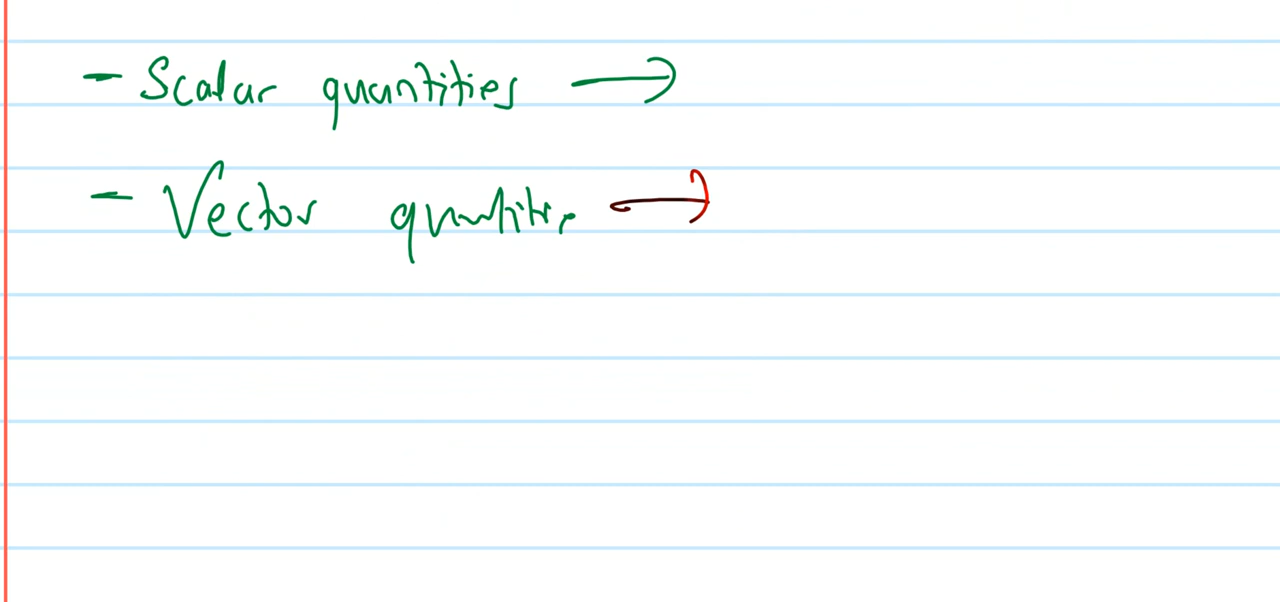 - Scalar quantities →
- Vector →